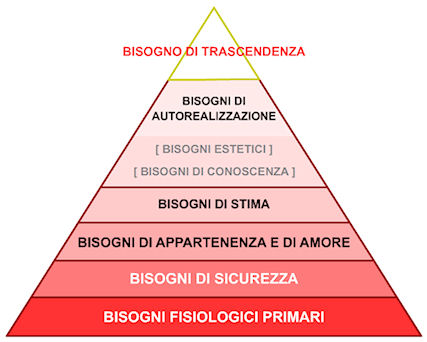 BISOGNO DI TRASCENDENZA
BISOGNI DI
AUTOREALIZZAZIONE
[ BISOGNI ESTETICI ]
[ BISOGNI DI CONOSCENZA ]
BISOGNI DI STIMA
BISOGNI DI APPARTENENZA E DI AMORE
BISOGNI DI SICUREZZA
BISOGNI FISIOLOGICI PRIMARI